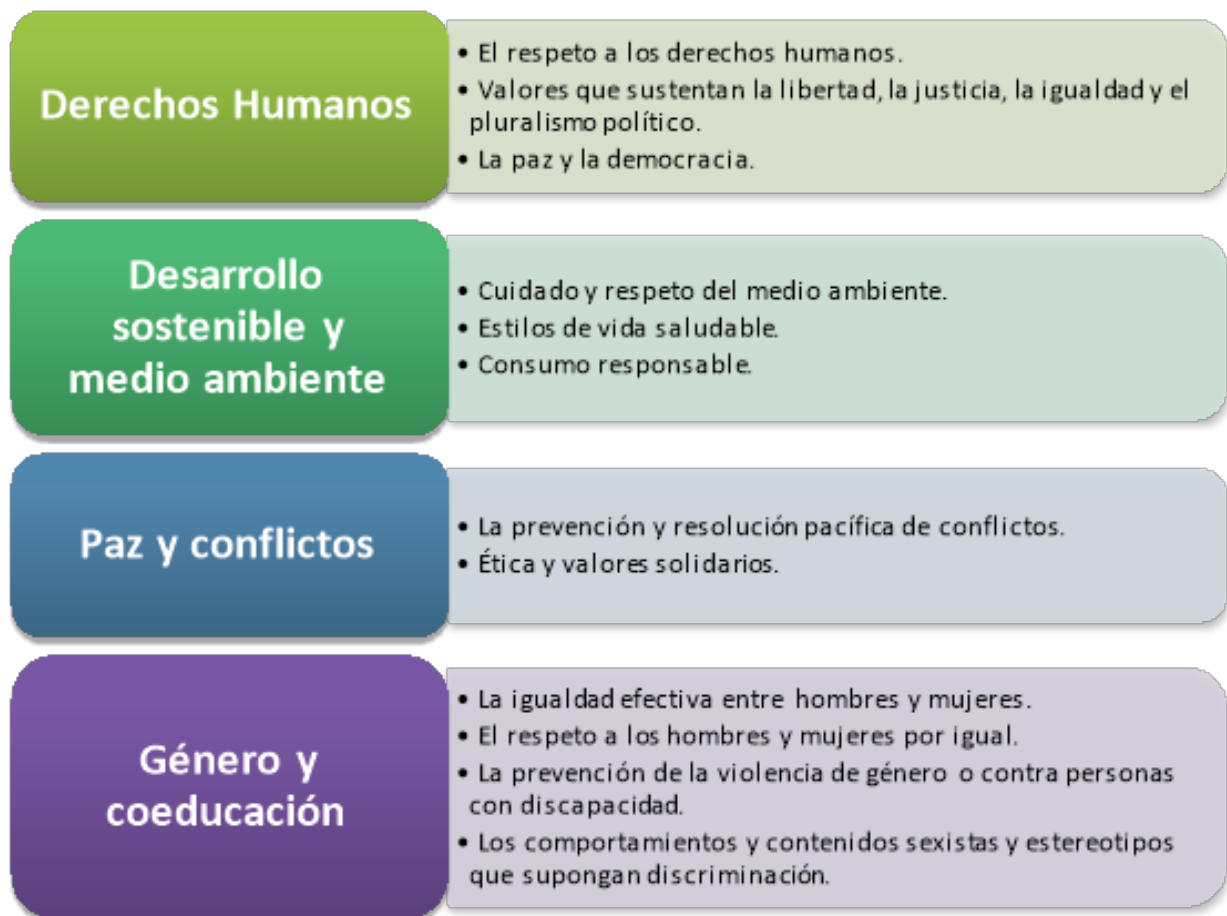 Derechos Humanos
• El respeto a los derechos humanos.
• Valores que sustentan la libertad, la justicia, la igualdad y el
pluralismo político.
• La paz y la democracia.
Desarrollo
sostenible y
medio ambiente
• Cuidado y respeto del medio ambiente.
• Estilos de vida saludable.
• Consumo responsable.
Paz y conflictos
• La prevención y resolución pacífica de conflictos.
• Ética y valores solidarios.
Género y
coeducación
• La igualdad efectiva entre hombres y mujeres.
• El respeto a los hombres y mujeres por igual.
• La prevención de la violencia de género o contra personas
con discapacidad.
• Los comportamientos y contenidos sexistas y estereotipos
que supongan discriminación.